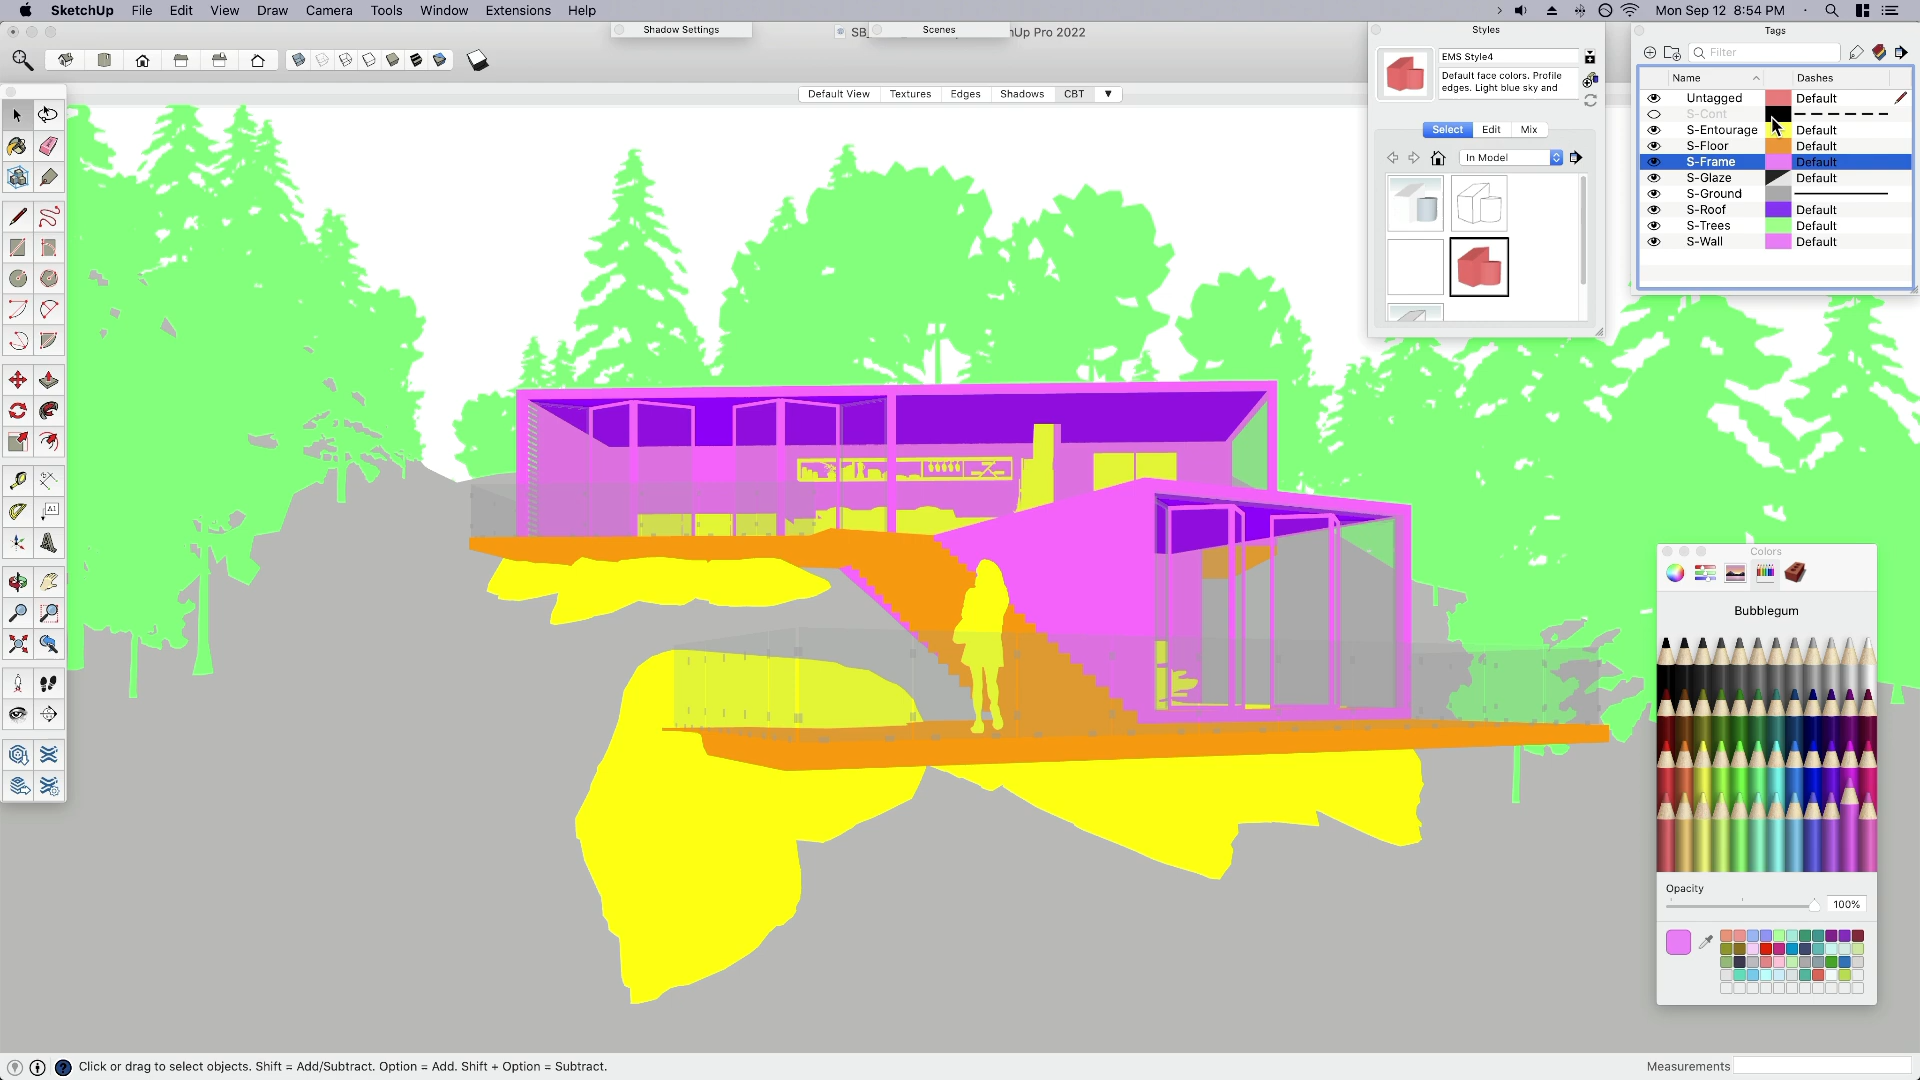 SketchUp File Edit View Draw Camera Tools Window Extensions Help Mon Sep 12 8:54 PM
Shadow Settings
SB_
Scenes
Up Pro 2022
Styles
Tags
EMS Style4
Default face colors. Profile
edges. Light blue sky and
Filter
Name Dashes
Default View Textures Edges Shadows CBT
Select Edit Mix
In Model
Untagged Default
S-Cont
S-Entourage Default
S-Floor Default
S-Frame Default
S-Glaze Default
S-Ground
S-Roof Default
S-Trees Default
S-Wall Default
A1
Colors
Bubblegum
Opacity
100%
Click or drag to select objects. Shift = Add/Subtract. Option = Add. Shift + Option = Subtract.
Measurements